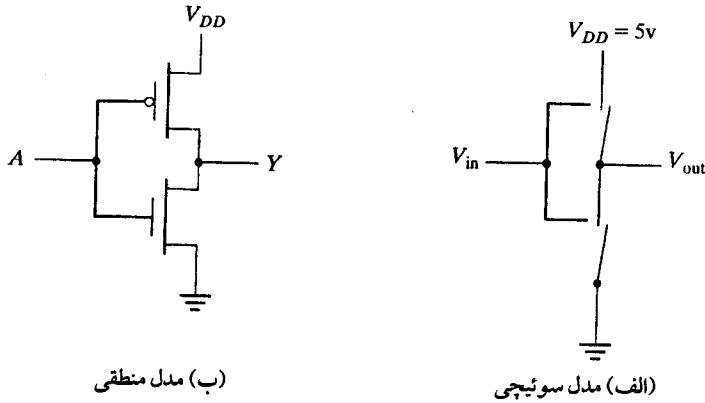 V_DD
A
Y
(ب) مدل منطقی
V_DD = 5v
V_in
V_out
(الف) مدل سوئیچی